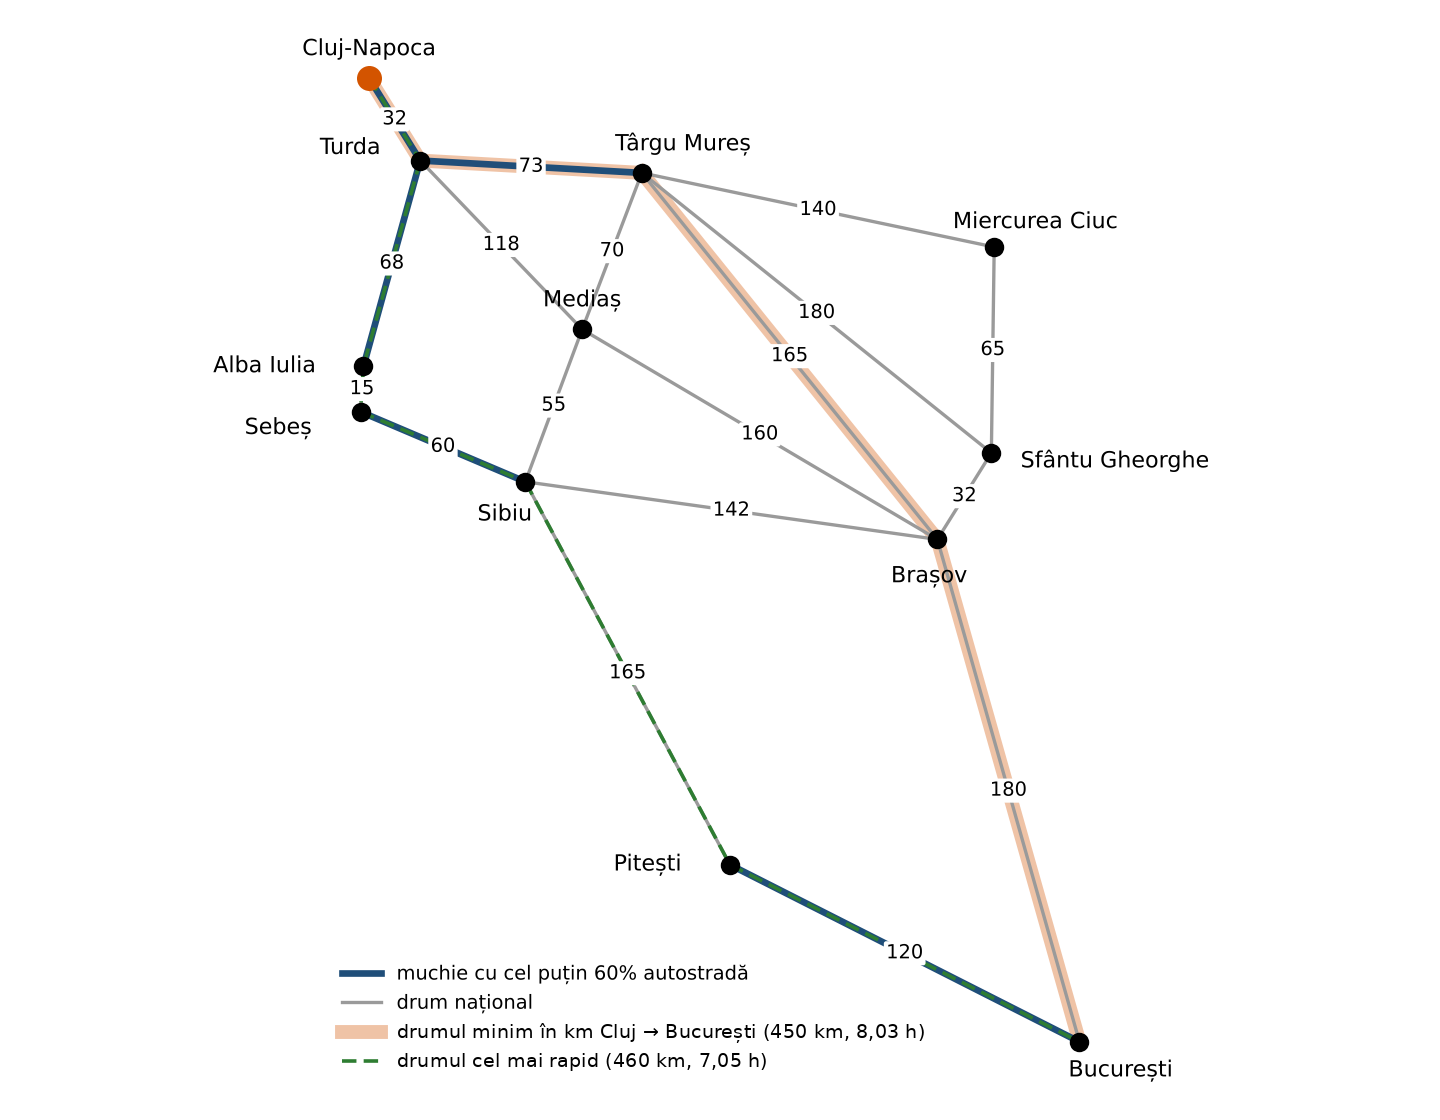 Cluj-Napoca
32
Turda
Târgu Mureș
73
140
Miercurea Ciuc
118
70
68
Mediaș
180
165
65
Alba Iulia
15
Sebeș
55
160
60
Sfântu Gheorghe
32
Sibiu
142
Brașov
165
180
Pitești
120
muchie cu cel puțin 60% autostradă
drum național
drumul minim în km Cluj → București (450 km, 8,03 h)
drumul cel mai rapid (460 km, 7,05 h)
București